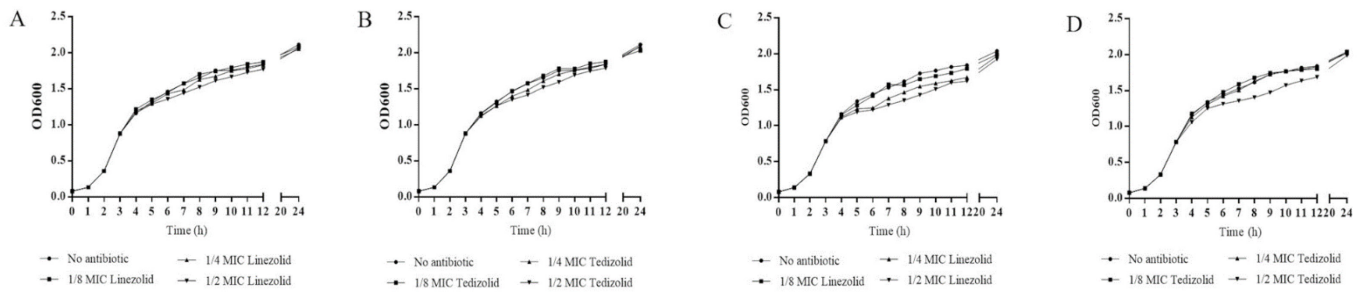 A
OD600
2.5
2.0
1.5
1.0
0.5
0.0
0 1 2 3 4 5 6 7 8 9 10 11 12 20 24
Time (h)
No antibiotic
1/8 MIC Linezolid
1/4 MIC Linezolid
1/2 MIC Linezolid
B
OD600
2.5
2.0
1.5
1.0
0.5
0.0
0 1 2 3 4 5 6 7 8 9 10 11 12 20 24
Time (h)
No antibiotic
1/8 MIC Tedizolid
1/4 MIC Tedizolid
1/2 MIC Tedizolid
C
OD600
2.5
2.0
1.5
1.0
0.5
0.0
0 1 2 3 4 5 6 7 8 9 10 11 1220 24
Time (h)
No antibiotic
1/8 MIC Linezolid
1/4 MIC Linezolid
1/2 MIC Linezolid
D
OD600
2.5
2.0
1.5
1.0
0.5
0.0
0 1 2 3 4 5 6 7 8 9 10 11 1220 24
Time (h)
No antibiotic
1/8 MIC Tedizolid
1/4 MIC Tedizolid
1/2 MIC Tedizolid